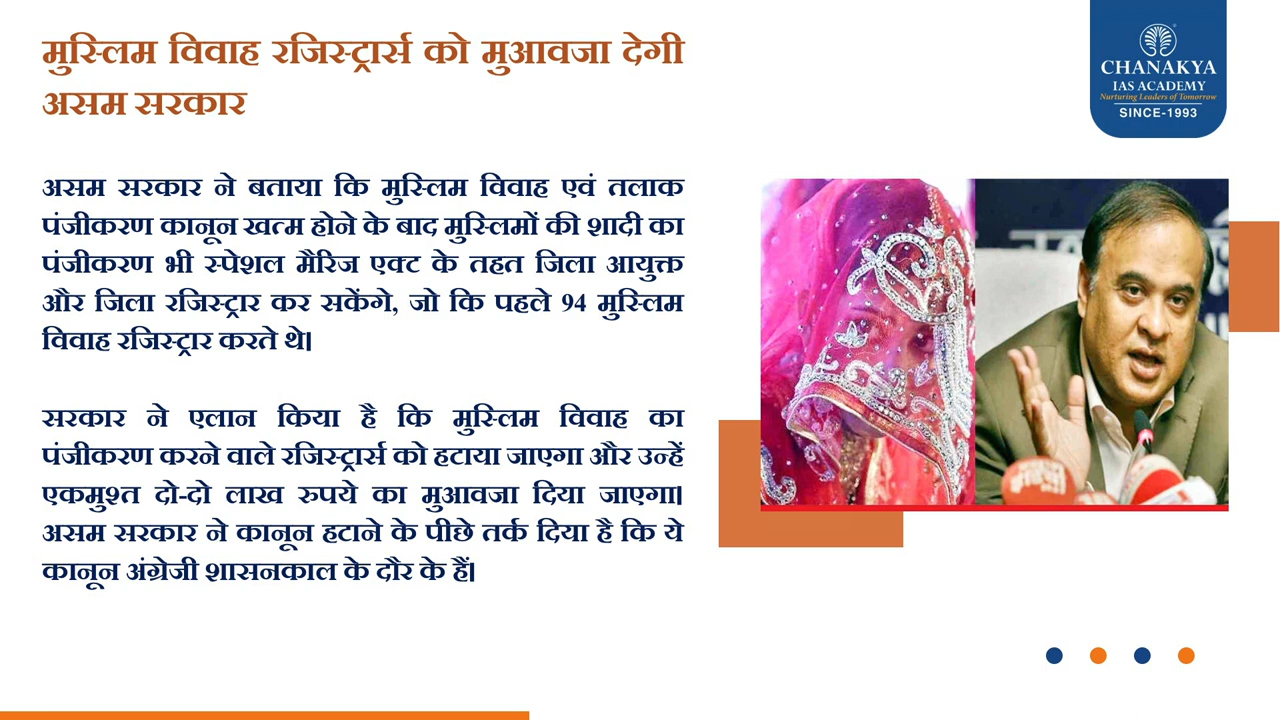 मुस्लिम विवाह रजिस्ट्रार्स को मुआवजा देगी
असम सरकार
असम सरकार ने बताया कि मुस्लिम विवाह एवं तलाक
पंजीकरण कानून खत्म होने के बाद मुस्लिमों की शादी का
पंजीकरण भी स्पेशल मैरिज एक्ट के तहत जिला आयुक्त
और जिला रजिस्ट्रार कर सकेंगे, जो कि पहले 94 मुस्लिम
विवाह रजिस्ट्रार करते थे।
सरकार ने एलान किया है कि मुस्लिम विवाह का
पंजीकरण करने वाले रजिस्ट्रार्स को हटाया जाएगा और उन्हें
एकमुश्त दो-दो लाख रुपये का मुआवजा दिया जाएगा।
असम सरकार ने कानून हटाने के पीछे तर्क दिया है कि ये
कानून अंग्रेजी शासनकाल के दौर के हैं।
CHANAKYA
IAS ACADEMY
Nurturing Leaders of Tomorrow
SINCE-1993